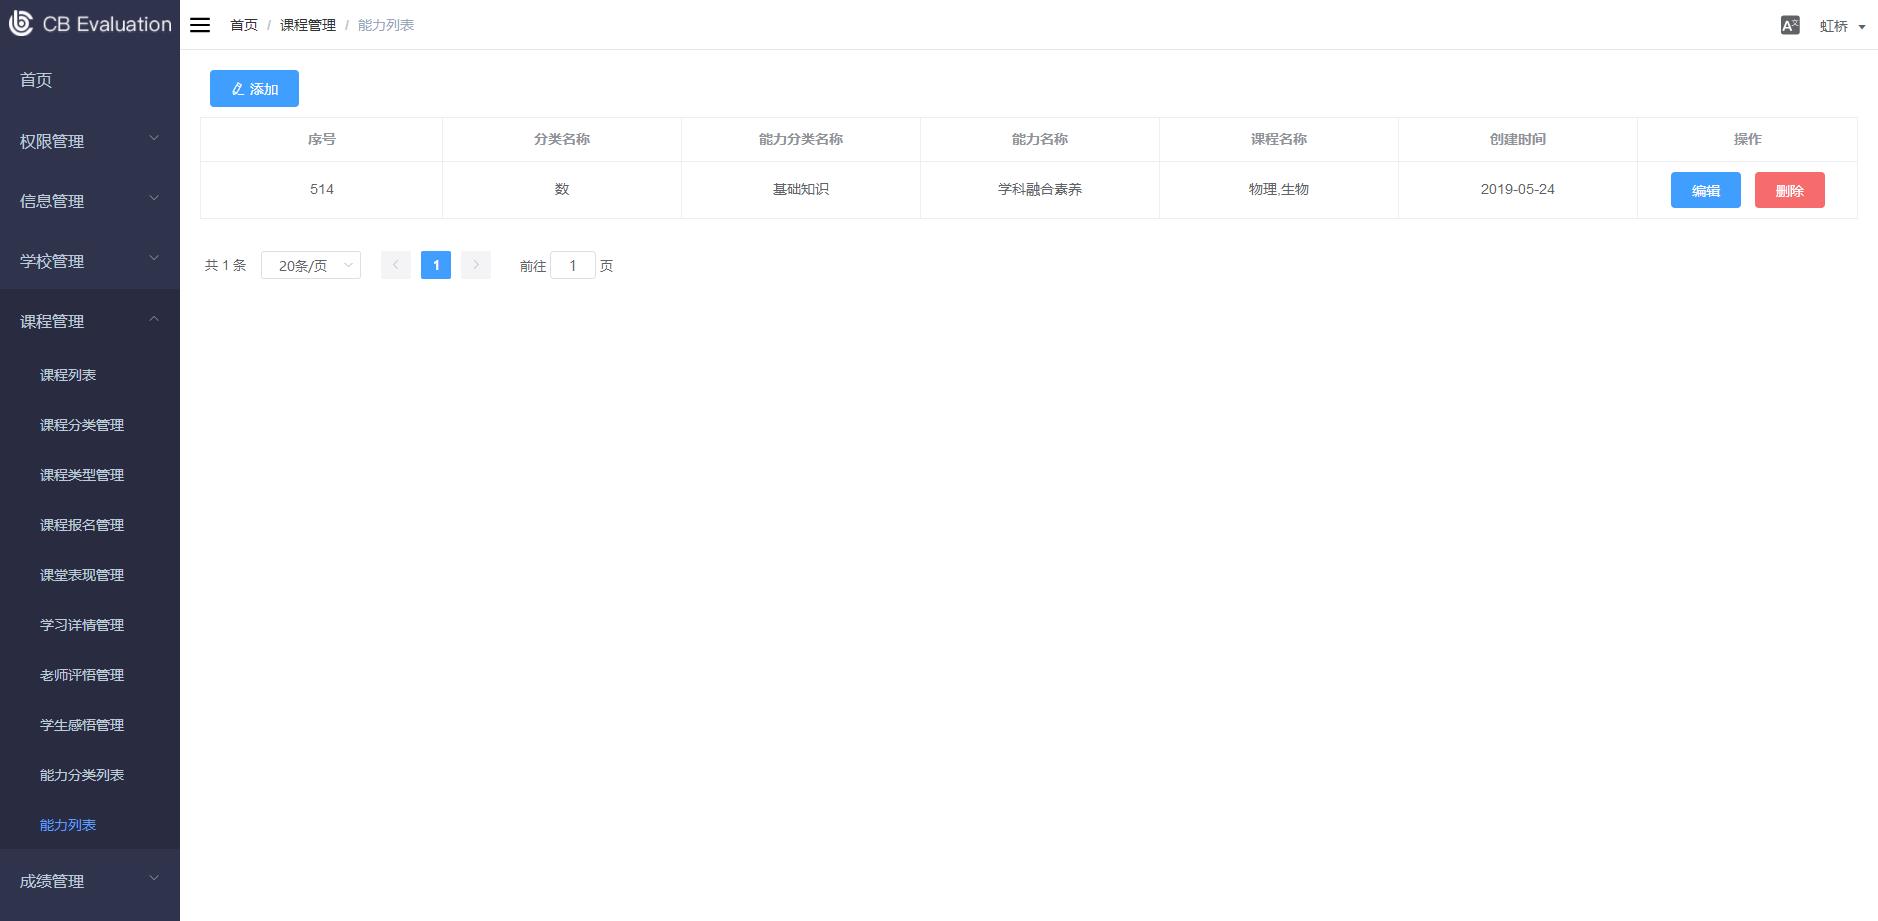 CB Evaluation
首页 / 课程管理 / 能力列表
虹桥
首页
权限管理
信息管理
学校管理
课程管理
课程列表
课程分类管理
课程类型管理
课程报名管理
课堂表现管理
学习详情管理
老师评悟管理
学生感悟管理
能力分类列表
能力列表
成绩管理
添加
序号 分类名称 能力分类名称 能力名称 课程名称 创建时间 操作
514 数 基础知识 学科融合素养 物理,生物 2019-05-24 编辑 删除
共 1 条 20条/页 1 前往 1 页